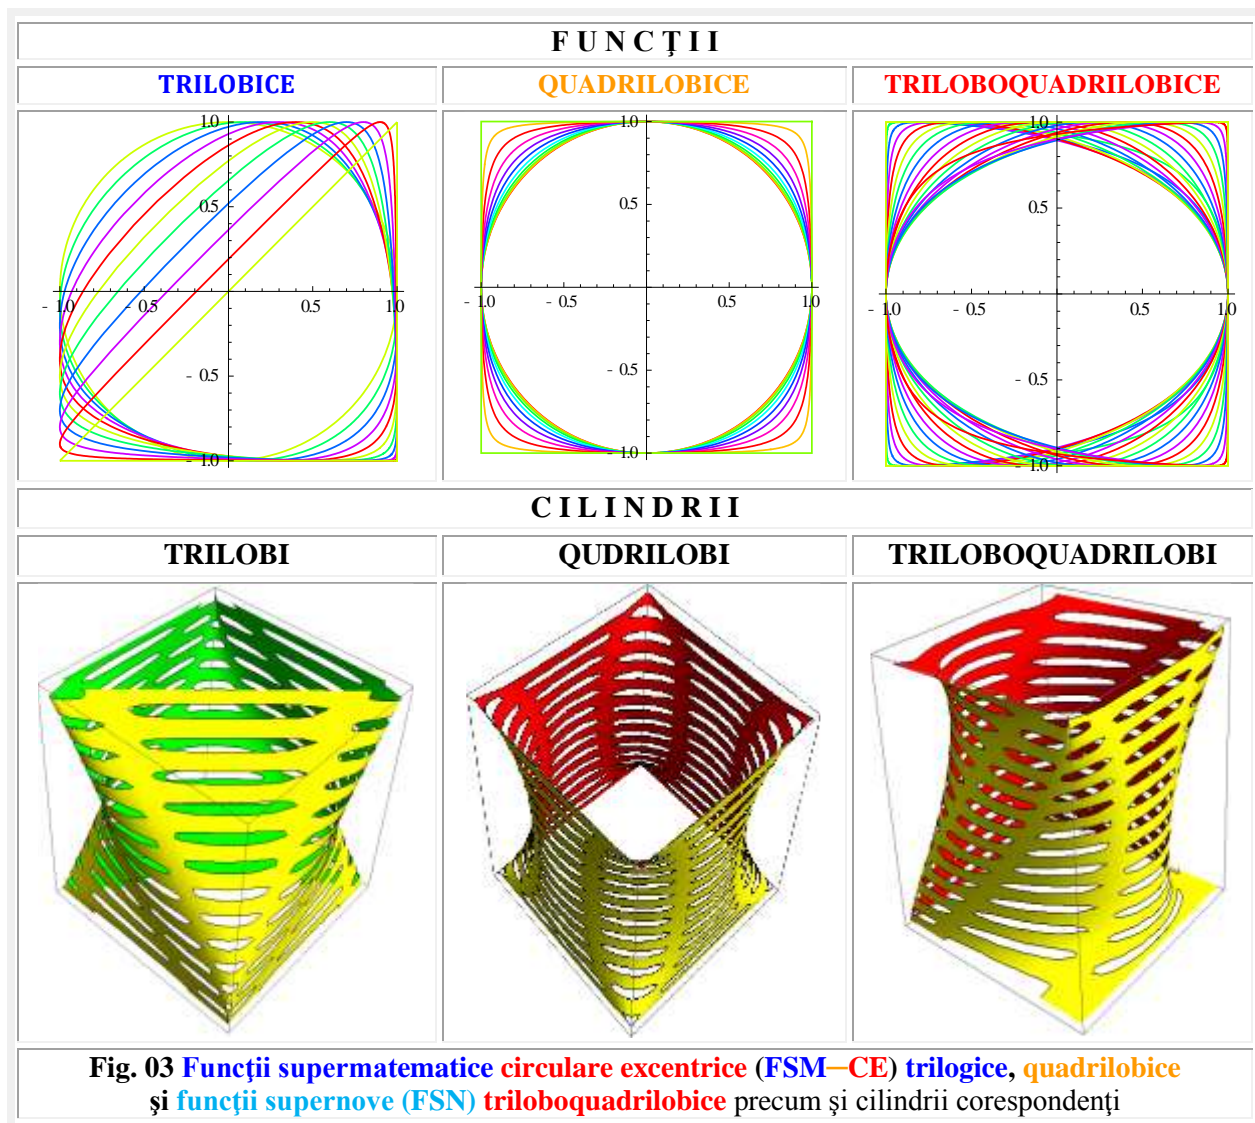 F U N C Ţ I I
TRILOBICE QUADRILOBICE TRILOBOQUADRILOBICE
1.0
0.5
- 1.0 - 0.5 0.5 1.0
- 0.5
- 1.0
1.0
0.5
- 1.0 - 0.5 0.5 1.0
- 0.5
- 1.0
1.0
0.5
- 1.0 - 0.5 0.5 1.0
- 0.5
- 1.0
C I L I N D R I I
TRILOBI QUDRILOBI TRILOBOQUADRILOBI
Fig. 03 Funcţii supermatematice circulare excentrice (FSM—CE) trilogice, quadrilobice
şi funcţii supernove (FSN) triloboquadrilobice precum şi cilindrii corespondenţi